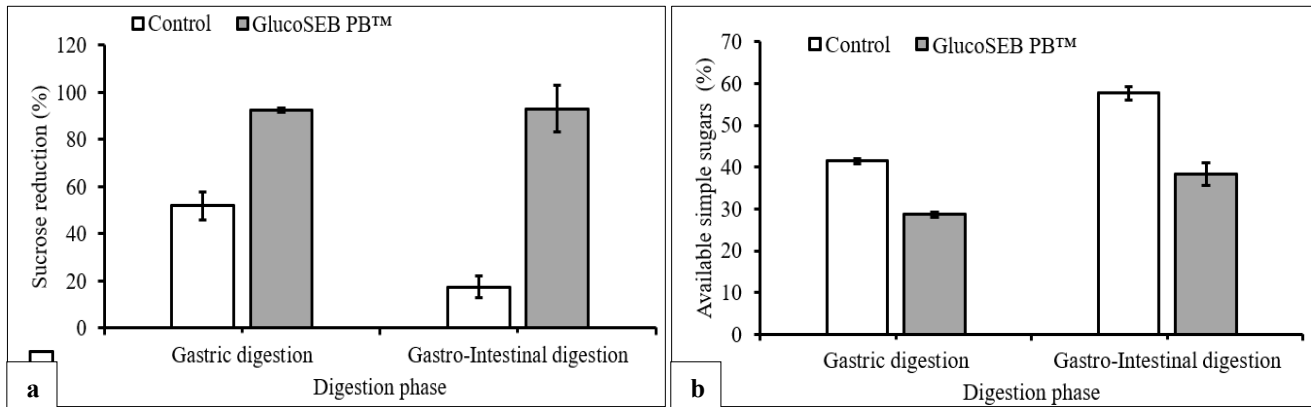 Control GlucoSEB PB™
Sucrose reduction (%)
120
100
80
60
40
20
0
Gastric digestion Gastro-Intestinal digestion
Digestion phase
a
Control GlucoSEB PB™
Available simple sugars (%)
70
60
50
40
30
20
10
0
Gastric digestion Gastro-Intestinal digestion
Digestion phase
b